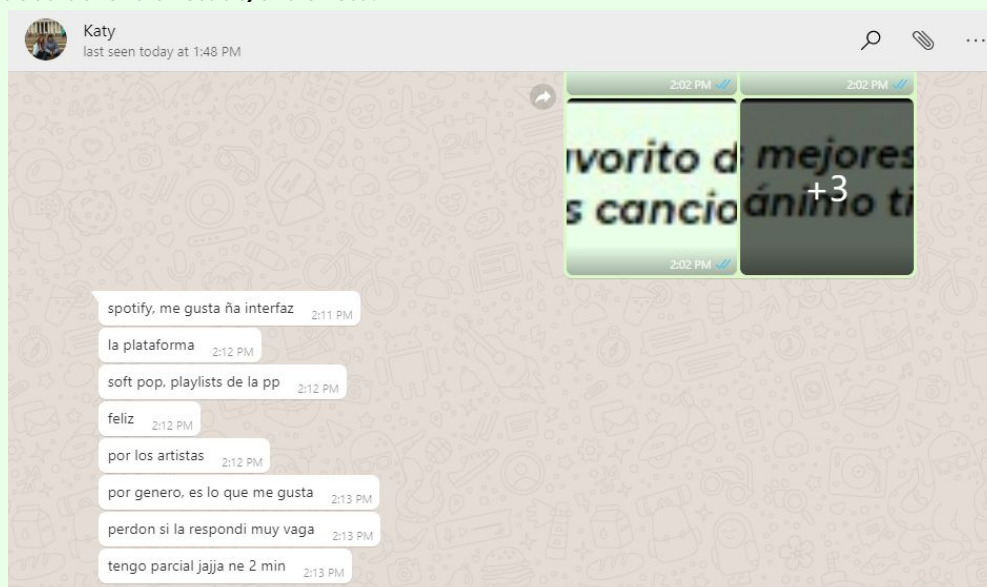 Katy
last seen today at 1:48 PM
2:02 PM 2:02 PM
vorito d mejores
s cancio ánimo ti
+3
2:02 PM
spotify, me gusta ña interfaz 2:11 PM
la plataforma 2:12 PM
soft pop, playlists de la pp 2:12 PM
feliz 2:12 PM
por los artistas 2:12 PM
por genero, es lo que me gusta 2:13 PM
perdon si la respondi muy vaga 2:13 PM
tengo parcial jajja ne 2 min 2:13 PM